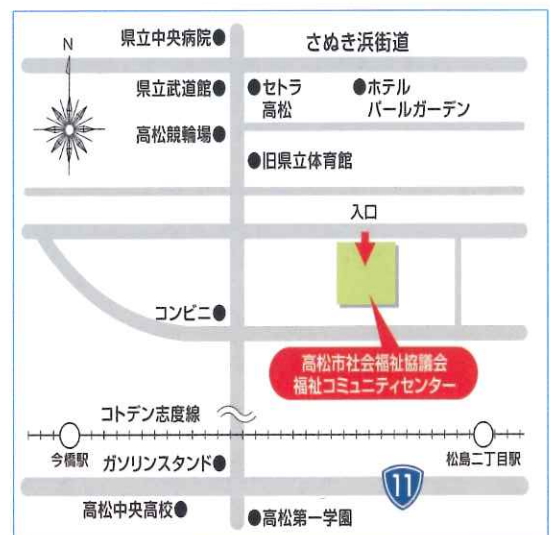 県立中央病院
さぬき浜街道
N
県立武道館
セトラ
高松
ホテル
パールガーデン
高松競輪場
旧県立体育館
入口
コンビニ
高松市社会福祉協議会
福祉コミュニティセンター
コトデン志度線
今橋駅
ガソリンスタンド
松島二丁目駅
11
高松中央高校
高松第一学園